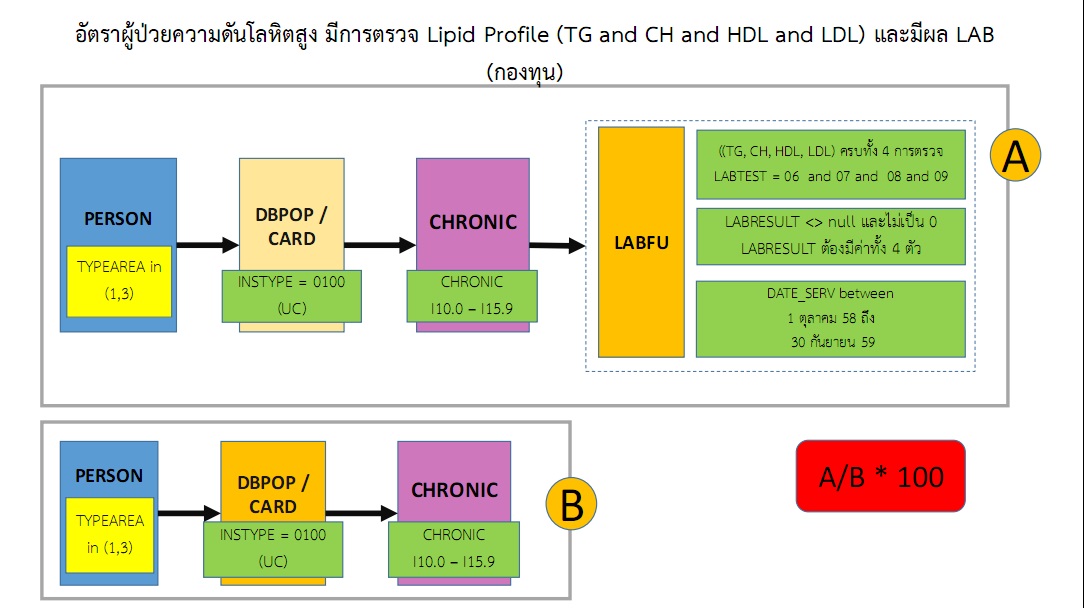 อัตราผู้ป่วยความดันโลหิตสูง มีการตรวจ Lipid Profile (TG and CH and HDL and LDL) และมีผล LAB
(กองทุน)
PERSON
TYPEAREA in
(1,3)
DBPOP /
CARD
INSTYPE = 0100
(UC)
CHRONIC
CHRONIC
I10.0 – I15.9
LABFU
((TG, CH, HDL, LDL) ครบทั้ง 4 การตรวจ
LABTEST = 06 and 07 and 08 and 09
LABRESULT <> null และไม่เป็น 0
LABRESULT ต้องมีค่าทั้ง 4 ตัว
DATE_SERV between
1 ตุลาคม 58 ถึง
30 กันยายน 59
A
PERSON
TYPEAREA
in (1,3)
DBPOP /
CARD
INSTYPE = 0100
(UC)
CHRONIC
CHRONIC
I10.0 – I15.9
B
A/B * 100